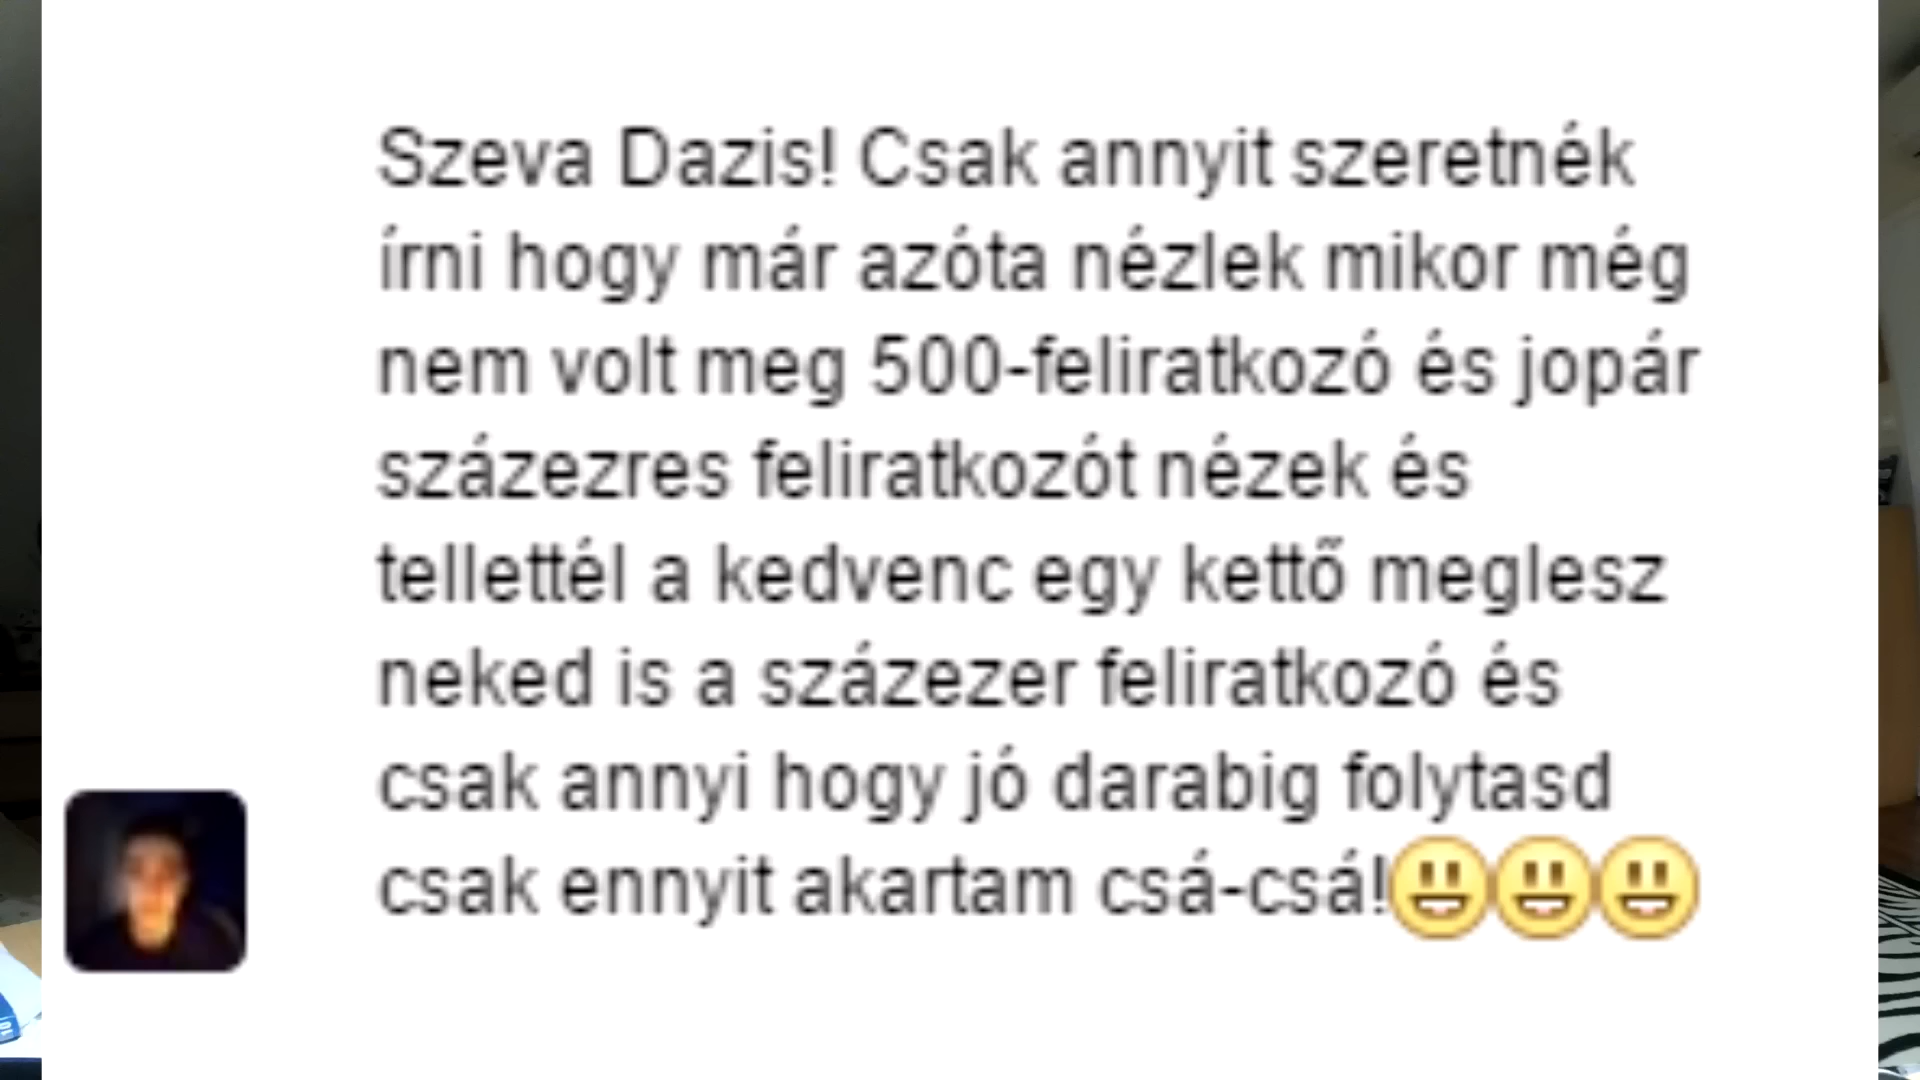 Szeva Dazis! Csak annyit szeretnék
írni hogy már azóta nézlek mikor még
nem volt meg 500-feliratkozó és jopár
százezres feliratkozót nézek és
tellettél a kedvenc egy kettő meglesz
neked is a százezer feliratkozó és
csak annyi hogy jó darabig folytasd
csak ennyit akartam csá-csá!😃😃😃